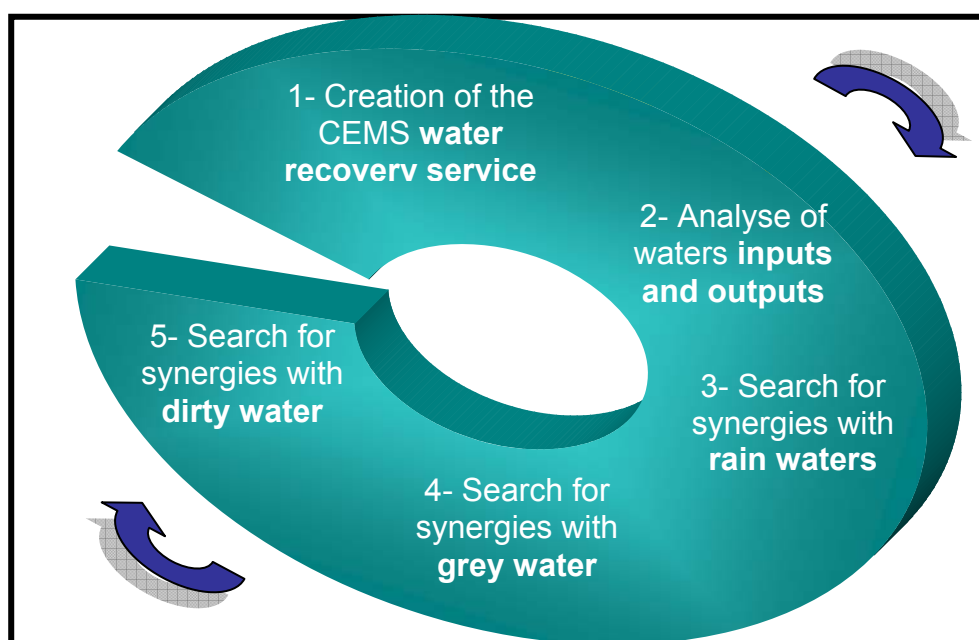 1- Creation of the
CEMS water
recovery service
2- Analyse of
waters inputs
and outputs
3- Search for
synergies with
rain waters
4- Search for
synergies with
grey water
5- Search for
synergies with
dirty water